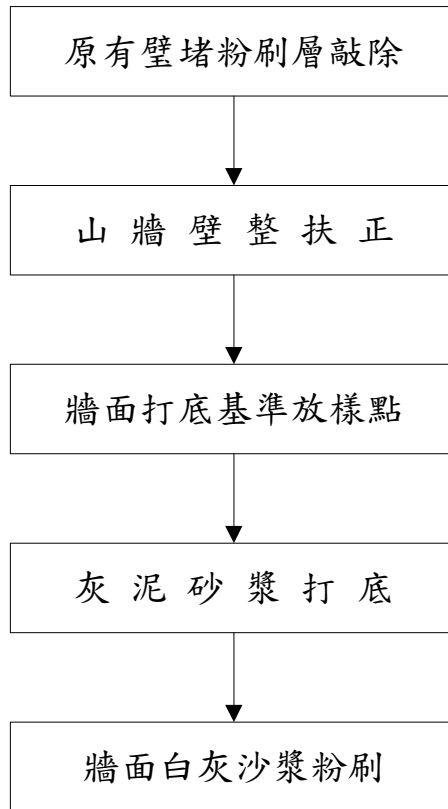 原有璧堵粉刷層敲除
山牆壁整扶正
牆面打底基準放樣點
灰泥砂漿打底
牆面白灰沙漿粉刷